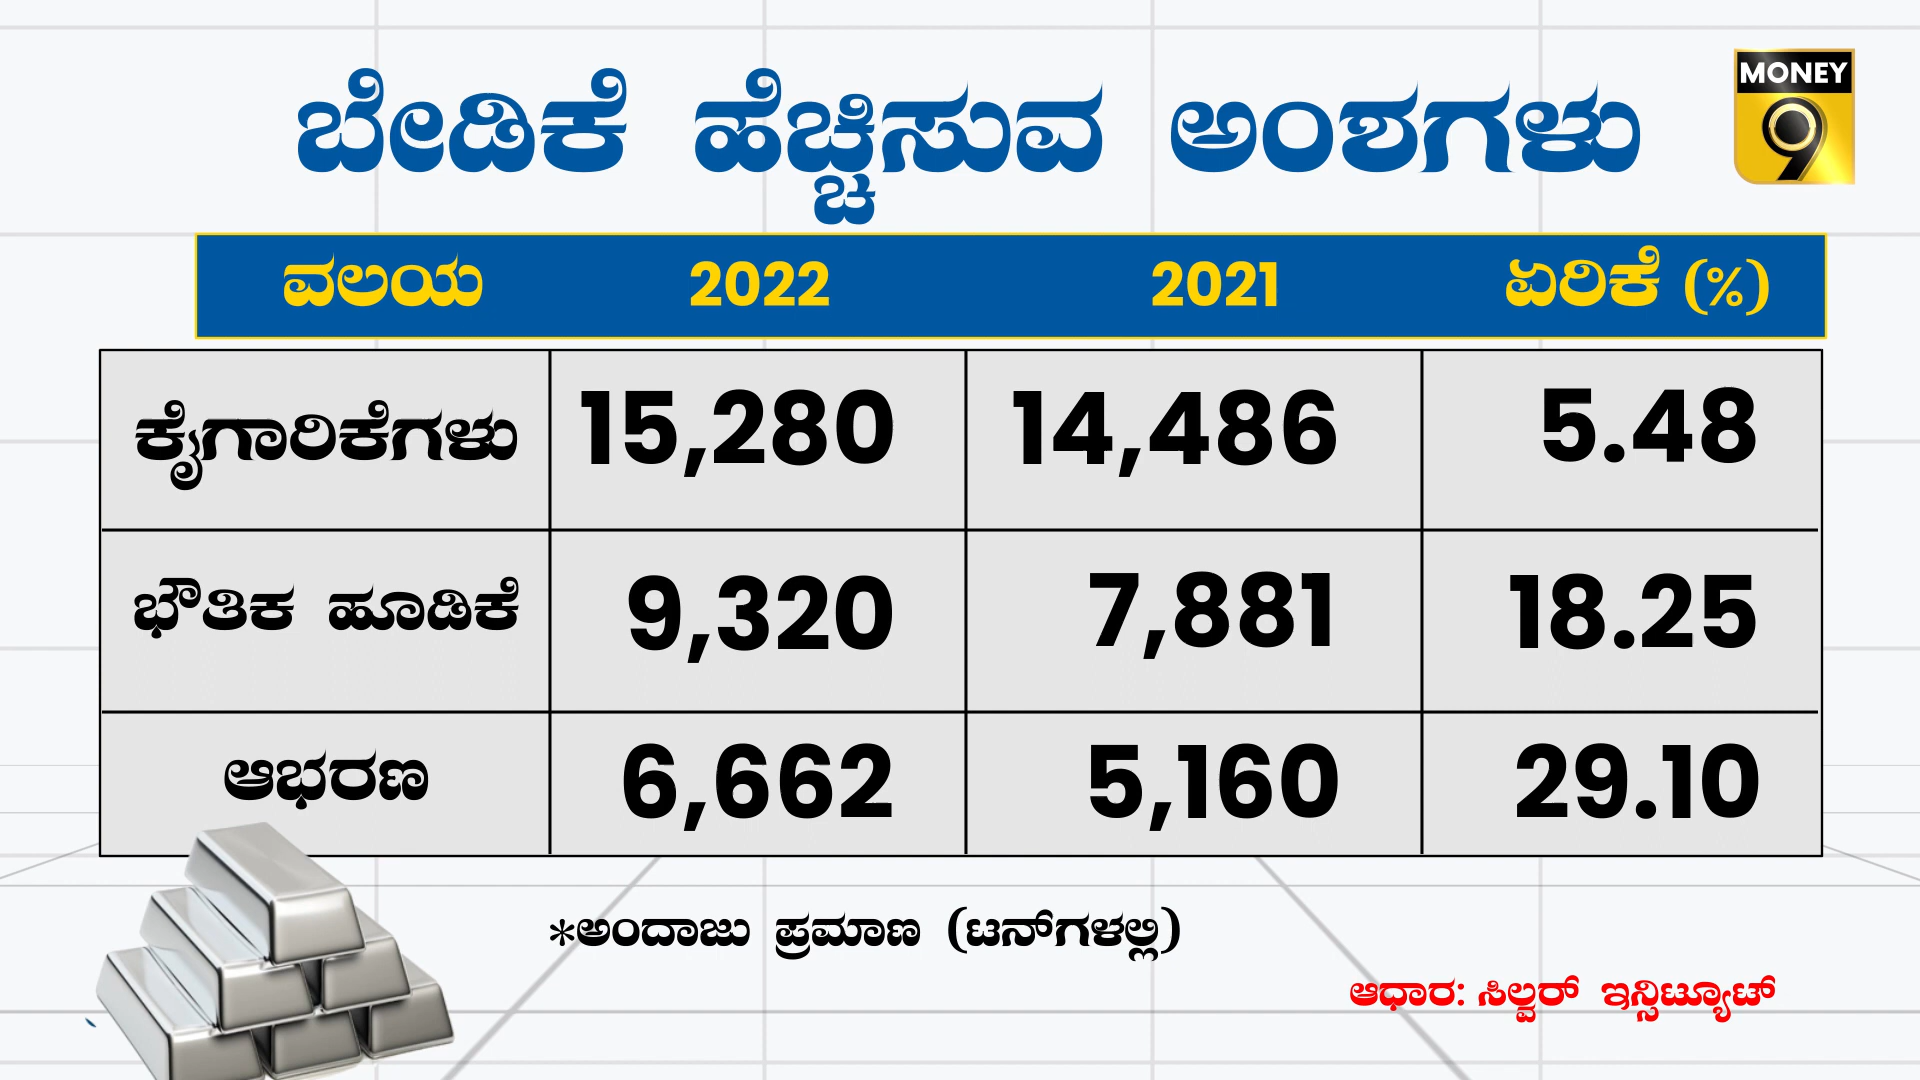 ಬೇಡಿಕೆ ಹೆಚ್ಚಿಸುವ ಅಂಶಗಳು
MONEY
9
ವಲಯ 2022 2021 ಏರಿಕೆ (%)
ಕೈಗಾರಿಕೆಗಳು 15,280 14,486 5.48
ಭೌತಿಕ ಹೂಡಿಕೆ 9,320 7,881 18.25
ಆಭರಣ 6,662 5,160 29.10
*ಅಂದಾಜು ಪ್ರಮಾಣ (ಟನ್‌ಗಳಲ್ಲಿ)
ಆಧಾರ: ಸಿಲ್ವರ್ ಇನ್ಸಿಟ್ಯೂಟ್